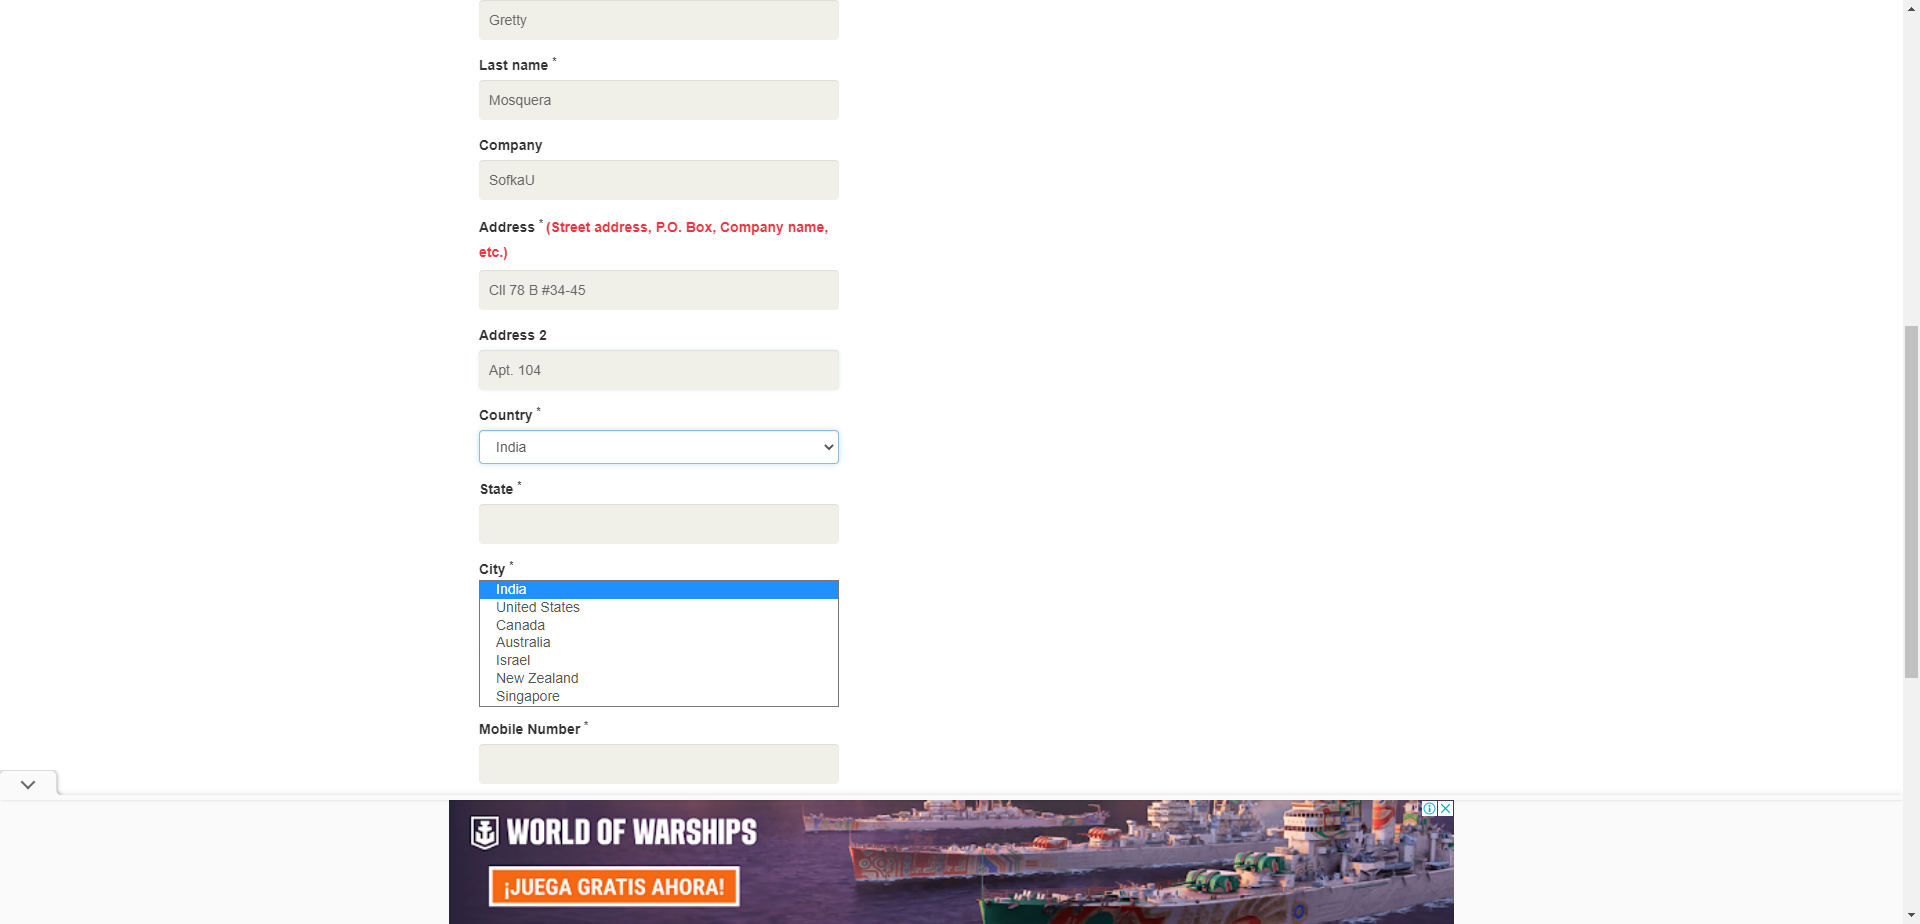 Gretty
Last name *
Mosquera
Company
SofkaU
Address * (Street address, P.O. Box, Company name,
etc.)
Cll 78 B #34-45
Address 2
Apt. 104
Country *
India
State *
City *
India
United States
Canada
Australia
Israel
New Zealand
Singapore
Mobile Number *
WORLD OF WARSHIPS
¡JUEGA GRATIS AHORA!